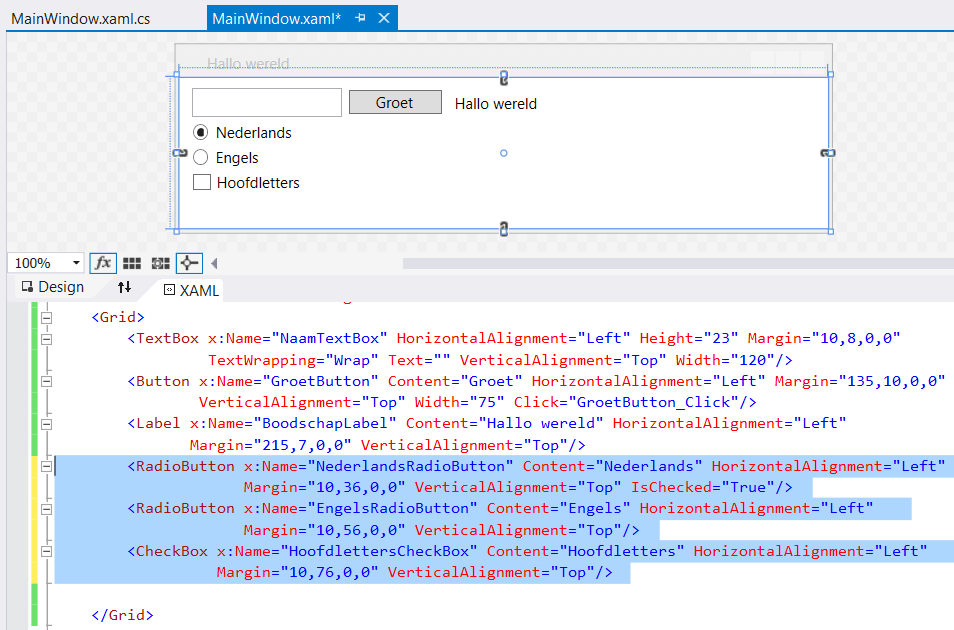 MainWindow.xaml.cs
MainWindow.xaml*
Hallo wereld
Groet
Hallo wereld
Nederlands
Engels
Hoofdletters
100%
fx
Design
XAML
<Grid>
<TextBox x:Name="NaamTextBox" HorizontalAlignment="Left" Height="23" Margin="10,8,0,0"
TextWrapping="Wrap" Text="" VerticalAlignment="Top" Width="120"/>
<Button x:Name="GroetButton" Content="Groet" HorizontalAlignment="Left" Margin="135,10,0,0"
VerticalAlignment="Top" Width="75" Click="GroetButton_Click"/>
<Label x:Name="BoodschapLabel" Content="Hallo wereld" HorizontalAlignment="Left"
Margin="215,7,0,0" VerticalAlignment="Top"/>
<RadioButton x:Name="NederlandsRadioButton" Content="Nederlands" HorizontalAlignment="Left"
Margin="10,36,0,0" VerticalAlignment="Top" IsChecked="True"/>
<RadioButton x:Name="EngelsRadioButton" Content="Engels" HorizontalAlignment="Left"
Margin="10,56,0,0" VerticalAlignment="Top"/>
<CheckBox x:Name="HoofdlettersCheckBox" Content="Hoofdletters" HorizontalAlignment="Left"
Margin="10,76,0,0" VerticalAlignment="Top"/>
</Grid>